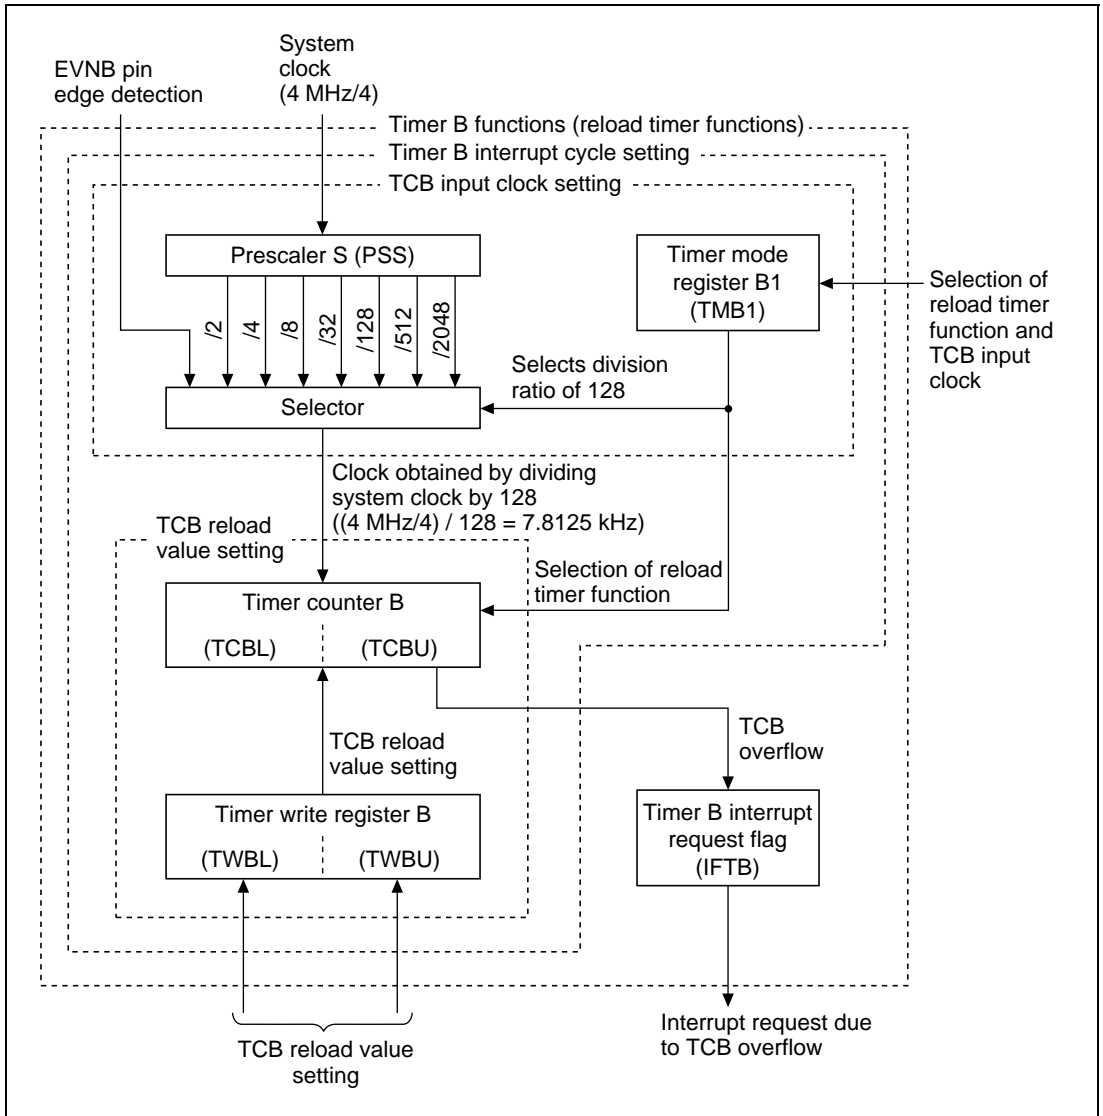 System
clock
(4 MHz/4)
EVNB pin
edge detection
Timer B functions (reload timer functions)
Timer B interrupt cycle setting
TCB input clock setting
Prescaler S (PSS)
/2
/4
/8
/32
/128
/512
/2048
Timer mode
register B1
(TMB1)
Selection of
reload timer
function and
TCB input
clock
Selects division
ratio of 128
Selector
Clock obtained by dividing
system clock by 128
((4 MHz/4) / 128 = 7.8125 kHz)
TCB reload
value setting
Selection of reload
timer function
Timer counter B
(TCBL)
(TCBU)
TCB reload
value setting
TCB
overflow
Timer write register B
(TWBL)
(TWBU)
Timer B interrupt
request flag
(IFTB)
TCB reload value
setting
Interrupt request due
to TCB overflow